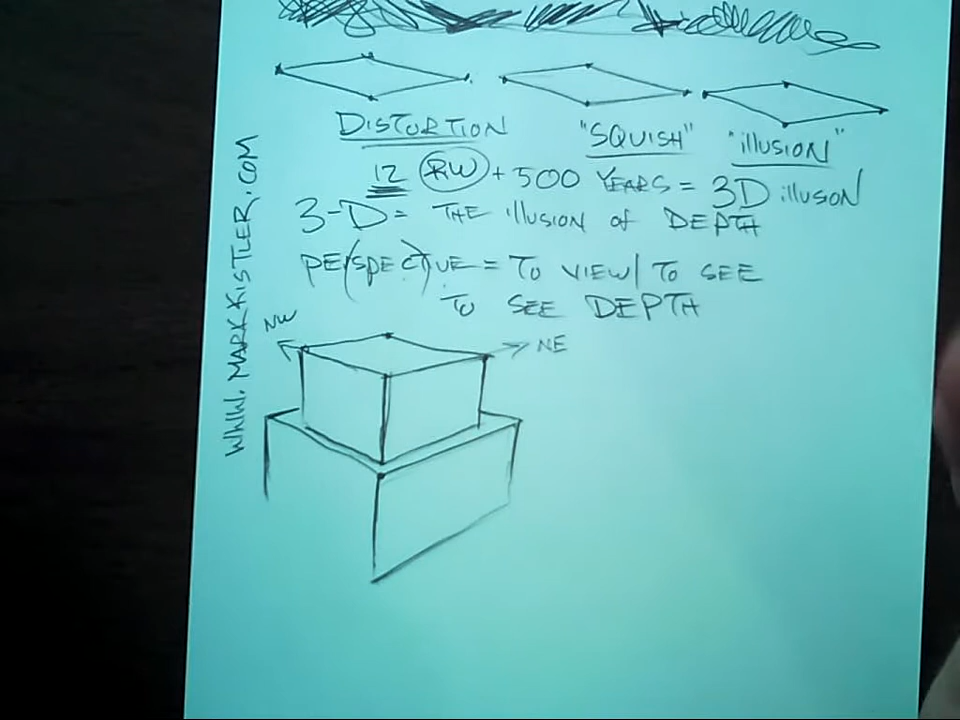 DISTORTION "SQUISH" "illusION"
12 RW + 500 YEARS = 3D illusON
3-D = THE illusION of DEPTH
PERSPECTIVE = TO VIEW/ TO SEE
TO SEE DEPTH
NW
NE
WWW.MARKKISTLER.COM